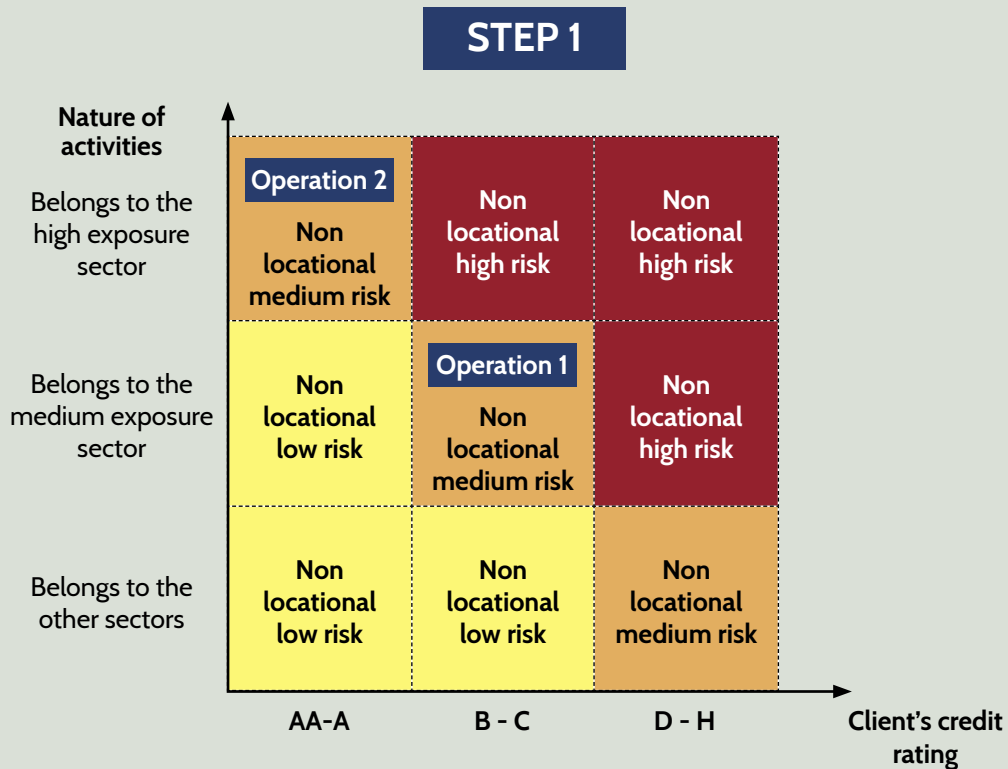 STEP 1
Nature of
activities
Belongs to the
high exposure
sector
Operation 2
Non
locational
medium risk
Non
locational
high risk
Non
locational
high risk
Belongs to the
medium exposure
sector
Non
locational
low risk
Operation 1
Non
locational
medium risk
Non
locational
high risk
Belongs to the
other sectors
Non
locational
low risk
Non
locational
low risk
Non
locational
medium risk
AA-A
B - C
D - H
Client's credit
rating